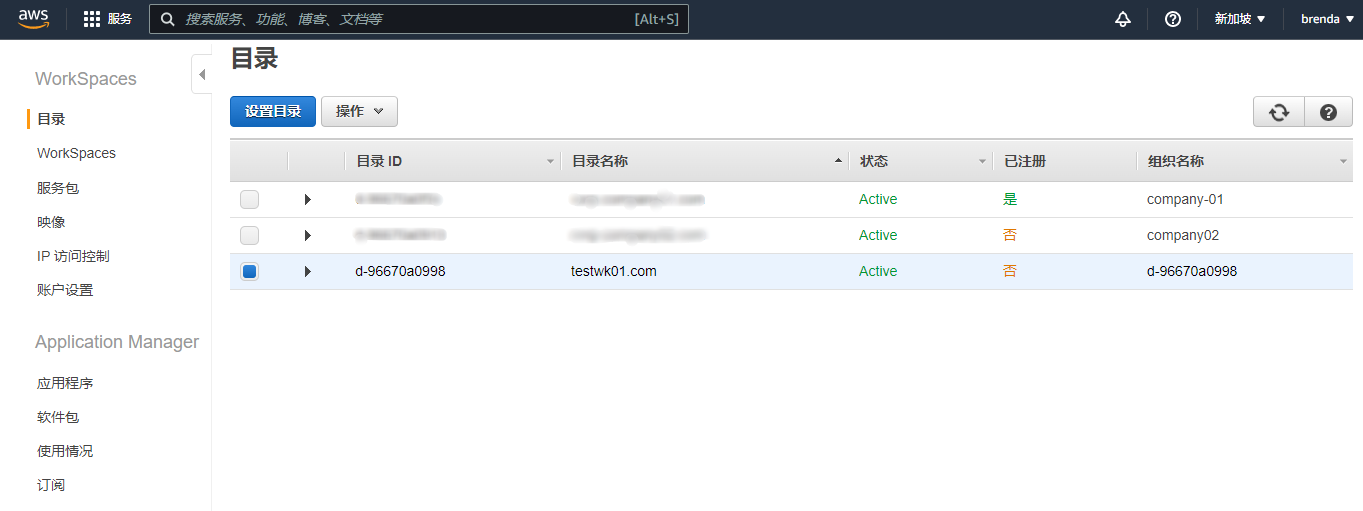 aws 服务 搜索服务、功能、博客、文档等 [Alt+S] 新加坡 brenda
目录
WorkSpaces
目录
WorkSpaces
服务包
映像
IP 访问控制
账户设置
Application Manager
应用程序
软件包
使用情况
订阅
设置目录 操作
目录 ID 目录名称 状态 已注册 组织名称
Active 是 company-01
Active 否 company02
d-96670a0998 testwk01.com Active 否 d-96670a0998